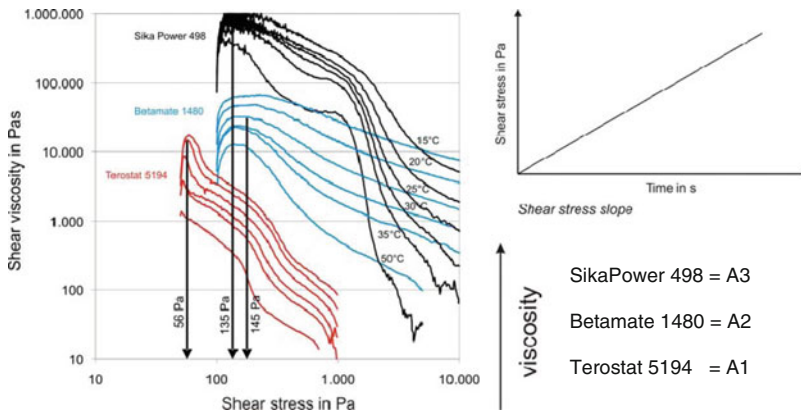 1.000.000
100.000
10.000
1.000
100
10
Shear viscosity in Pas
Sika Power 498
Betamate 1480
Terostat 5194
15°C
20°C
25°C
30°C
35°C
50°C
56 Pa
135 Pa
145 Pa
10
100
1.000
10.000
Shear stress in Pa
Shear stress in Pa
Time in s
Shear stress slope
viscosity
SikaPower 498 = A3
Betamate 1480 = A2
Terostat 5194 = A1